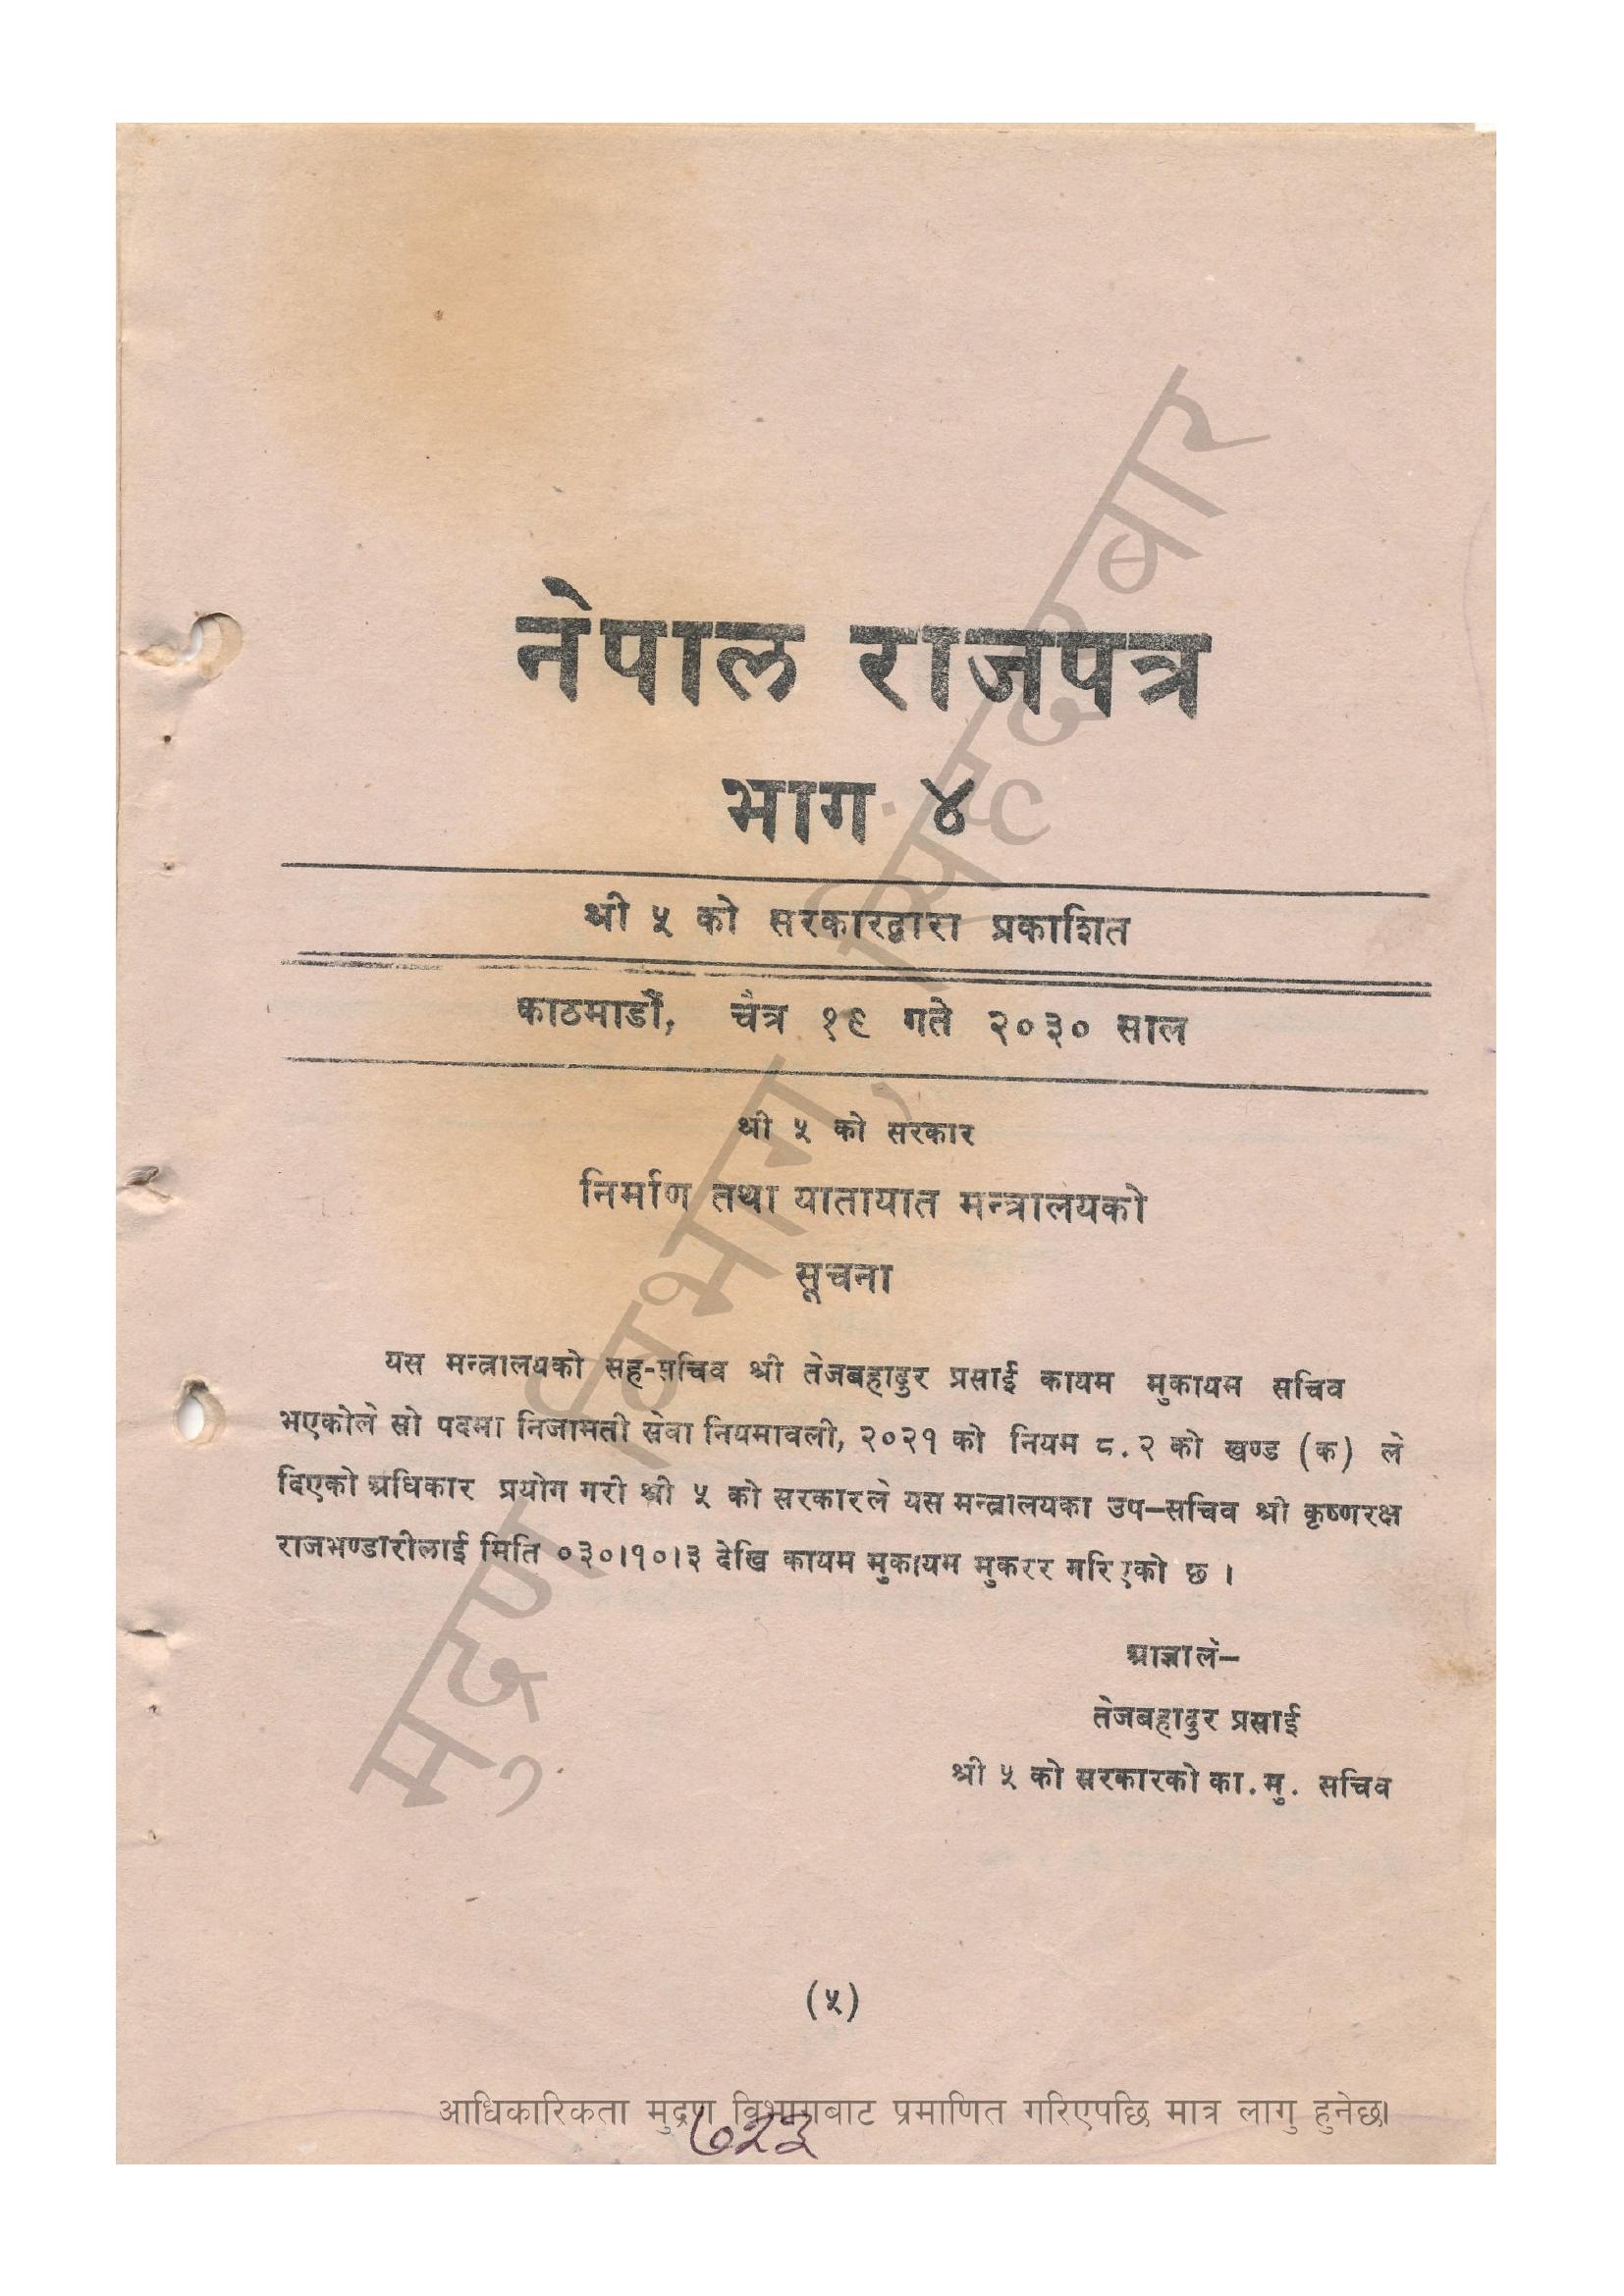 नेपाल राजपत्र
भाग ४
श्री ५ को सरकारद्वारा प्रकाशित
काठमाडौं, चैत्र १९ गते २०३० साल
श्री ५ को सरकार
निर्माण तथा यातायात मन्त्रालयको
सूचना
यस मन्त्रालयको सह-सचिव श्री तेजबहादुर प्रसाई कायम मुकायम सचिव
भएकोले सो पदमा निजामती सेवा नियमावली, २०२१ को नियम ८.२ को खण्ड (क) ले
दिएको अधिकार प्रयोग गरी श्री ५ को सरकारले यस मन्त्रालयका उप-सचिव श्री कृष्णरक्ष
राजभण्डारीलाई मिति ०३०।१०।३ देखि कायम मुकायम मुकरर गरिएको छ ।
आज्ञाले-
तेजबहादुर प्रसाई
श्री ५ को सरकारको का.मु. सचिव
(५)
आधिकारिकता मुद्रण विभागबाट प्रमाणित गरिएपछि मात्र लागु हुनेछ।
७२३
मुद्रण विभाग, सिंहदरबार